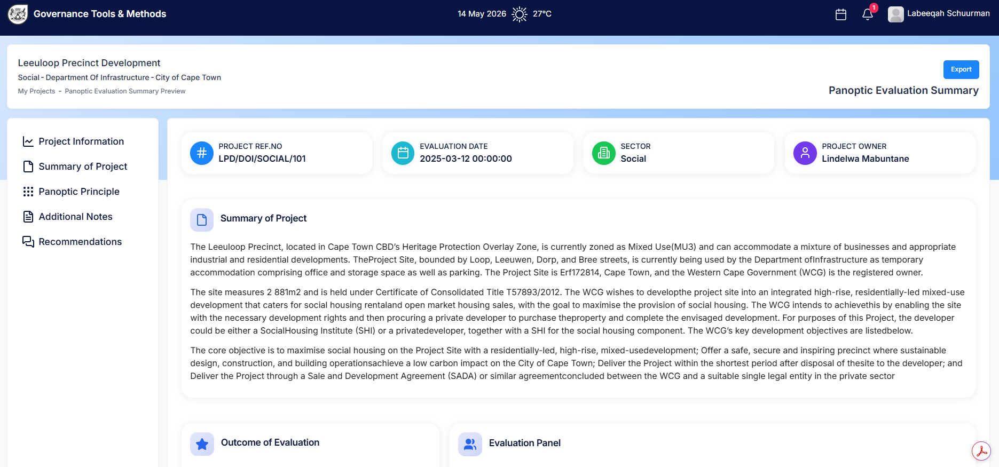 Governance Tools & Methods
14 May 2026
27°C
1
Labeeqah Schuurman
Leeuloop Precinct Development
Social - Department Of Infrastructure - City of Cape Town
My Projects - Panoptic Evaluation Summary Preview
Export
Panoptic Evaluation Summary
Project Information
Summary of Project
Panoptic Principle
Additional Notes
Recommendations
PROJECT REF.NO
LPD/DOI/SOCIAL/101
EVALUATION DATE
2025-03-12 00:00:00
SECTOR
Social
PROJECT OWNER
Lindelwa Mabuntane
Summary of Project
The Leeuloop Precinct, located in Cape Town CBD’s Heritage Protection Overlay Zone, is currently zoned as Mixed Use(MU3) and can accommodate a mixture of businesses and appropriate
industrial and residential developments. TheProject Site, bounded by Loop, Leeuwen, Dorp, and Bree streets, is currently being used by the Department ofInfrastructure as temporary
accommodation comprising office and storage space as well as parking. The Project Site is Erf172814, Cape Town, and the Western Cape Government (WCG) is the registered owner.
The site measures 2 881m2 and is held under Certificate of Consolidated Title T57893/2012. The WCG wishes to developthe project site into an integrated high-rise, residentially-led mixed-use
development that caters for social housing rentaland open market housing sales, with the goal to maximise the provision of social housing. The WCG intends to achievethis by enabling the site
with the necessary development rights and then procuring a private developer to purchase theproperty and complete the envisaged development. For purposes of this Project, the developer
could be either a SocialHousing Institute (SHI) or a privatedeveloper, together with a SHI for the social housing component. The WCG’s key development objectives are listedbelow.
The core objective is to maximise social housing on the Project Site with a residentially-led, high-rise, mixed-usedevelopment; Offer a safe, secure and inspiring precinct where sustainable
design, construction, and building operationsachieve a low carbon impact on the City of Cape Town; Deliver the Project within the shortest period after disposal of thesite to the developer; and
Deliver the Project through a Sale and Development Agreement (SADA) or similar agreementconcluded between the WCG and a suitable single legal entity in the private sector
Outcome of Evaluation
Evaluation Panel